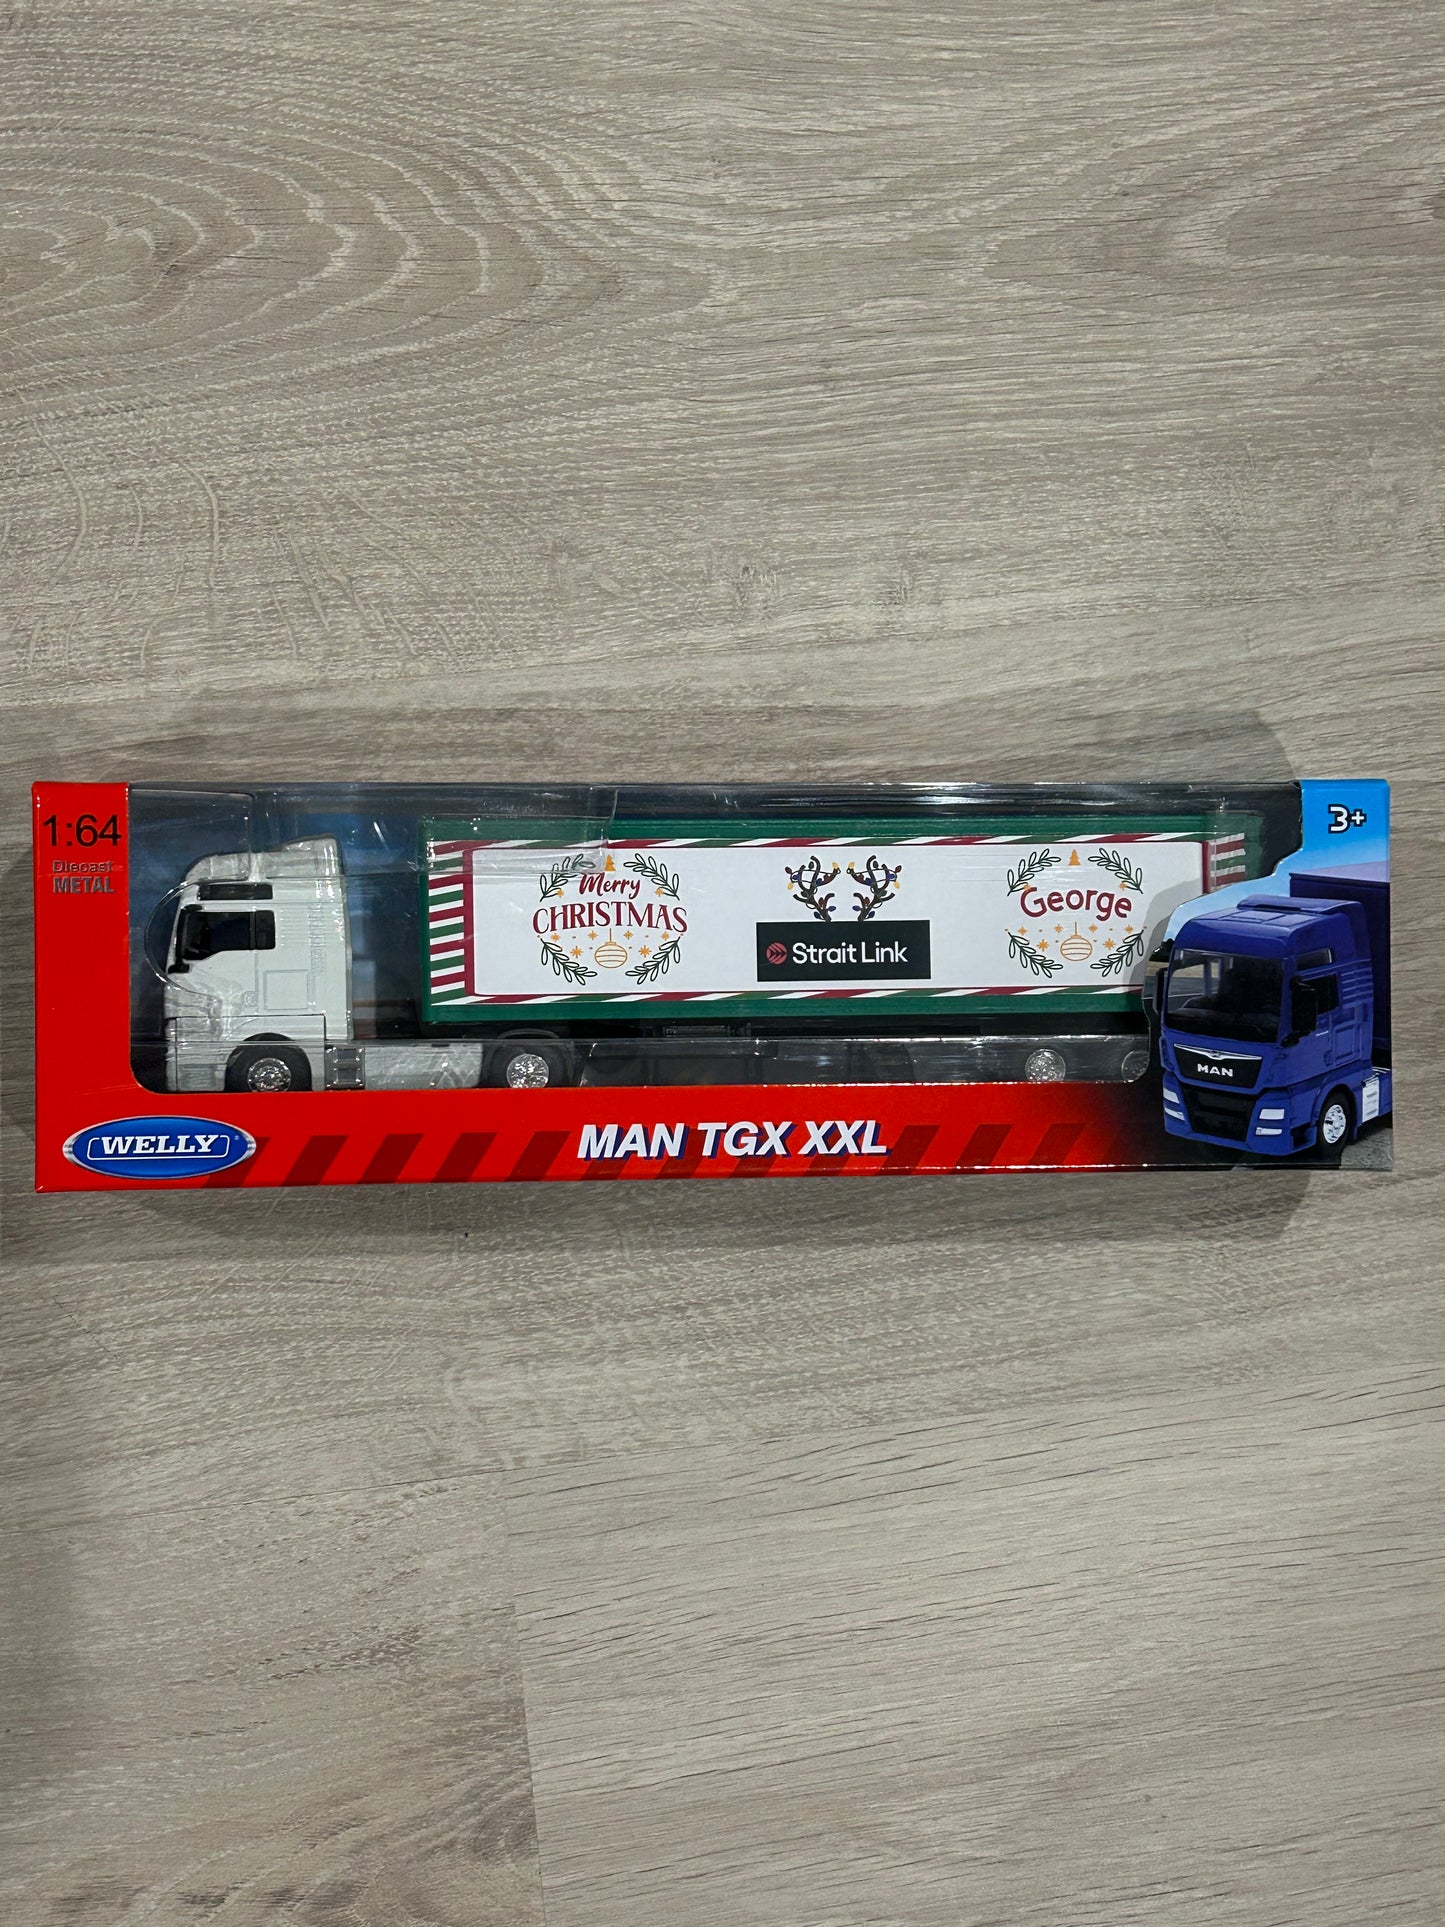 1:64
Diecast
METAL
3+
Merry
CHRISTMAS
Strait Link
George
MAN
WELLY
MAN TGX XXL